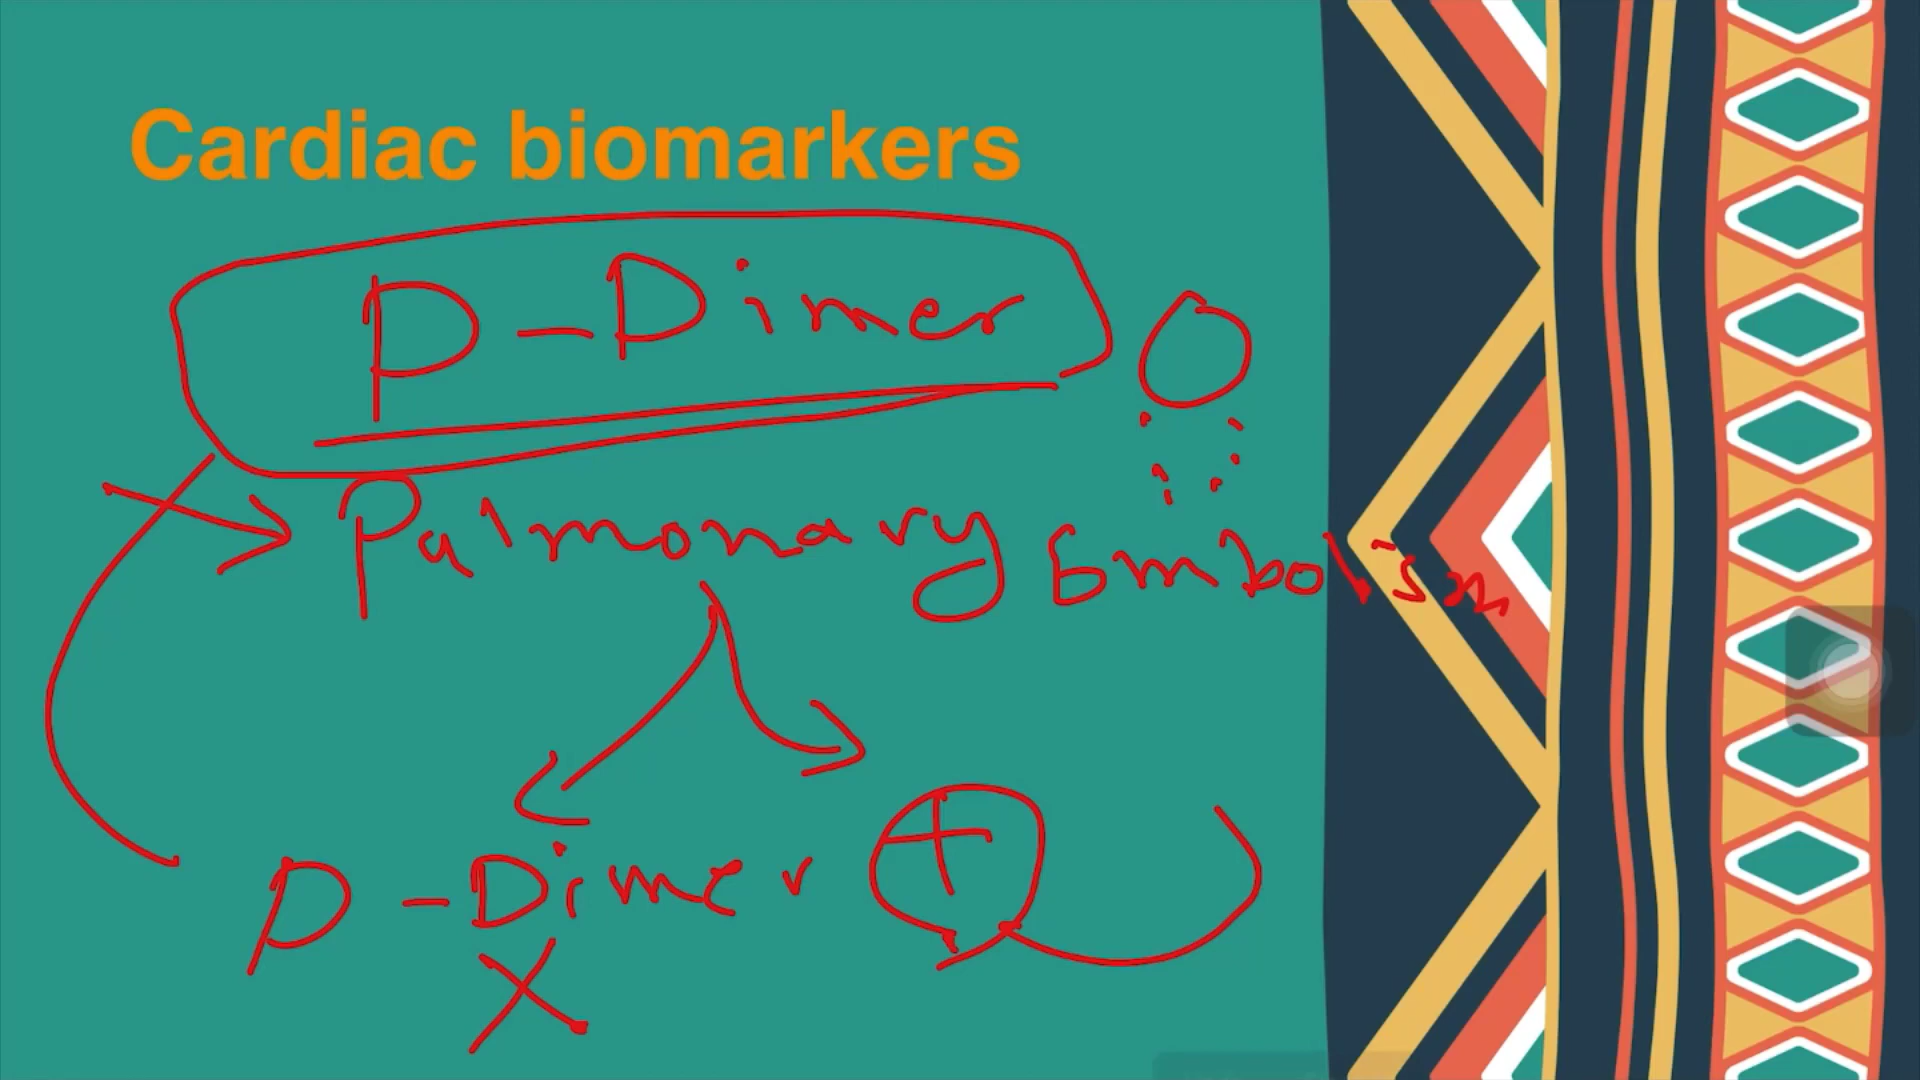 Cardiac biomarkers
P-Dimer
Pulmonary Embolism
P-Dimer +
X